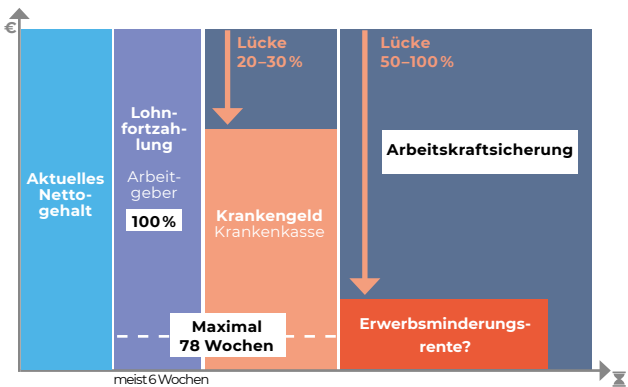 €
Aktuelles
Netto-
gehalt
Lohn-
fortzah-
lung
Arbeit-
geber
100 %
Lücke
20–30 %
Krankengeld
Krankenkasse
Maximal
78 Wochen
Lücke
50–100 %
Arbeitskraftsicherung
Erwerbsminderungs-
rente?
meist 6 Wochen